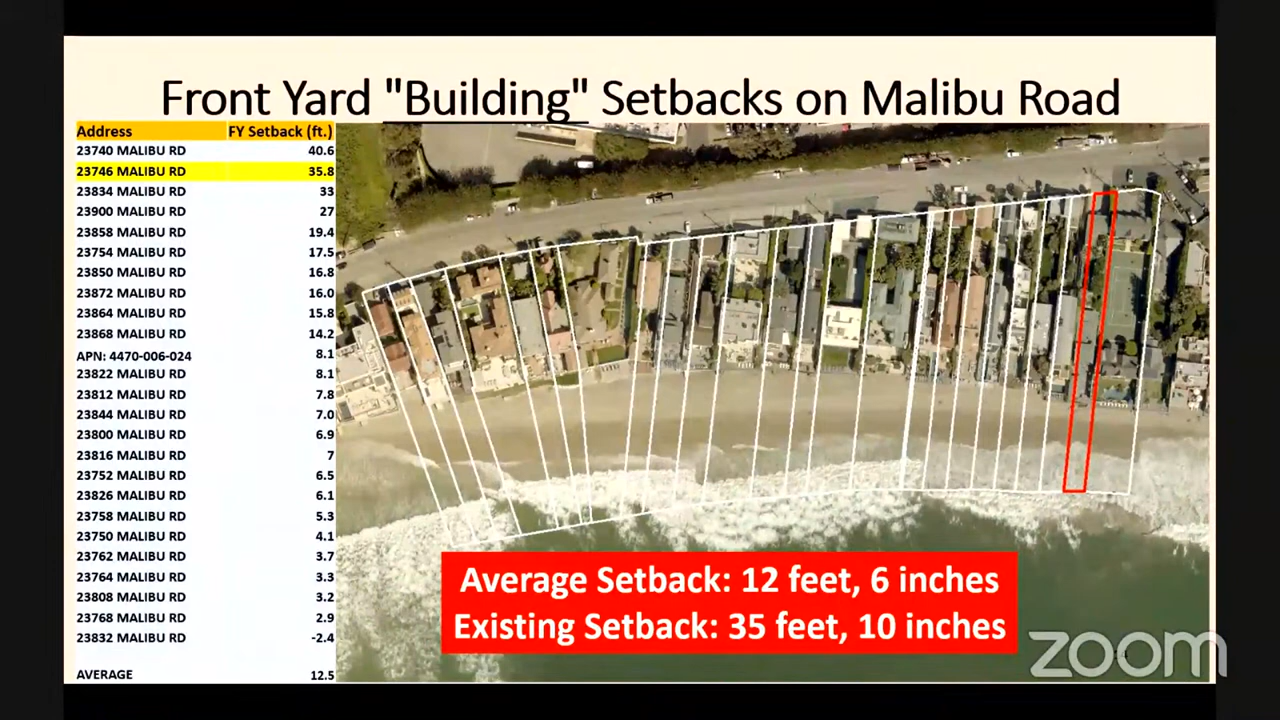 Front Yard "Building" Setbacks on Malibu Road
Address FY Setback (ft.)
23740 MALIBU RD 40.6
23746 MALIBU RD 35.8
23834 MALIBU RD 33
23900 MALIBU RD 27
23858 MALIBU RD 19.4
23754 MALIBU RD 17.5
23850 MALIBU RD 16.8
23872 MALIBU RD 16.0
23864 MALIBU RD 15.8
23868 MALIBU RD 14.2
APN: 4470-006-024 8.1
23822 MALIBU RD 8.1
23812 MALIBU RD 7.8
23844 MALIBU RD 7.0
23800 MALIBU RD 6.9
23816 MALIBU RD 7
23752 MALIBU RD 6.5
23826 MALIBU RD 6.1
23758 MALIBU RD 5.3
23750 MALIBU RD 4.1
23762 MALIBU RD 3.7
23764 MALIBU RD 3.3
23808 MALIBU RD 3.2
23768 MALIBU RD 2.9
23832 MALIBU RD -2.4
AVERAGE 12.5
Average Setback: 12 feet, 6 inches
Existing Setback: 35 feet, 10 inches
zoom